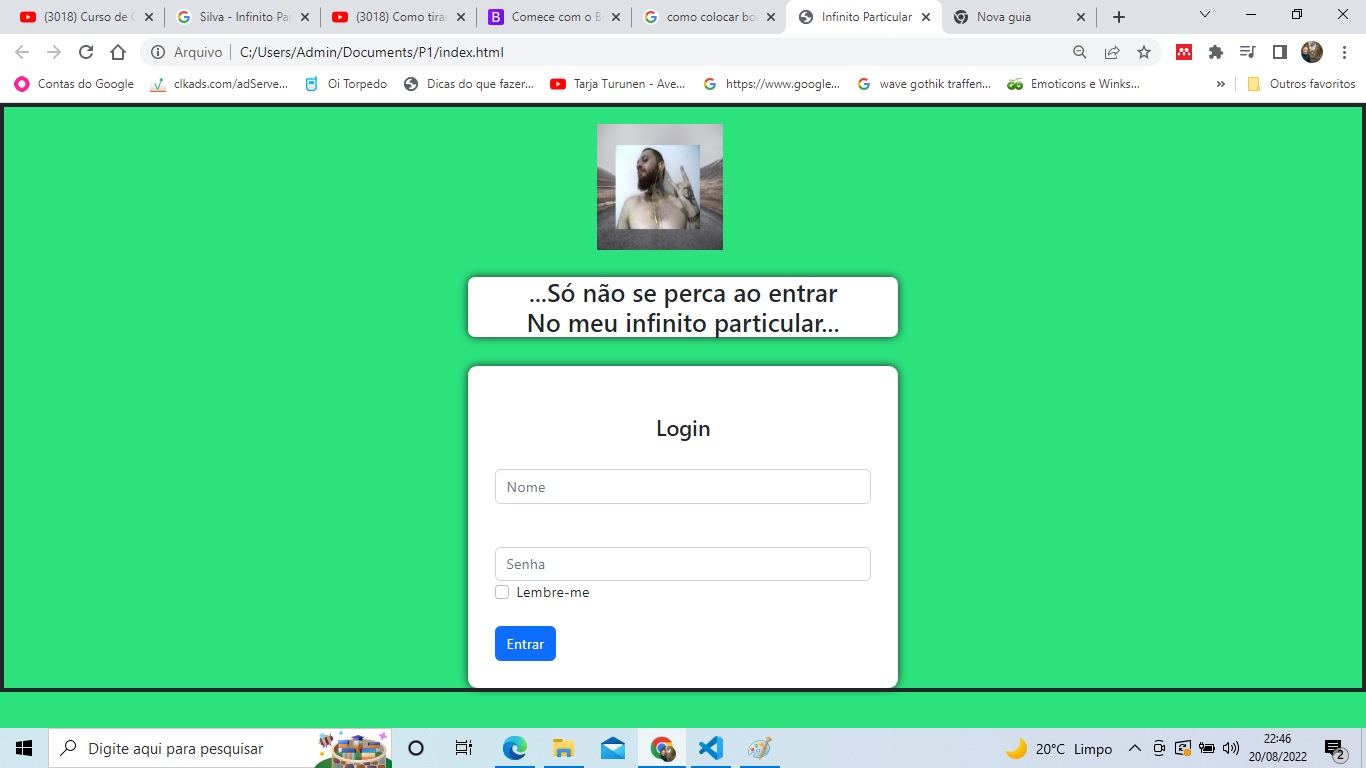 (3018) Curso de C
Silva - Infinito Par
(3018) Como tirar
Comece com o B
como colocar bo
Infinito Particular
Nova guia
Arquivo
C:/Users/Admin/Documents/P1/index.html
Contas do Google
clkads.com/adServe...
Oi Torpedo
Dicas do que fazer...
Tarja Turunen - Ave...
https://www.google...
wave gothik traffen...
Emoticons e Winks...
»
Outros favoritos
...Só não se perca ao entrar
No meu infinito particular...
Login
Nome
Senha
Lembre-me
Entrar
Digite aqui para pesquisar
20°C Limpo
22:46
20/08/2022
2